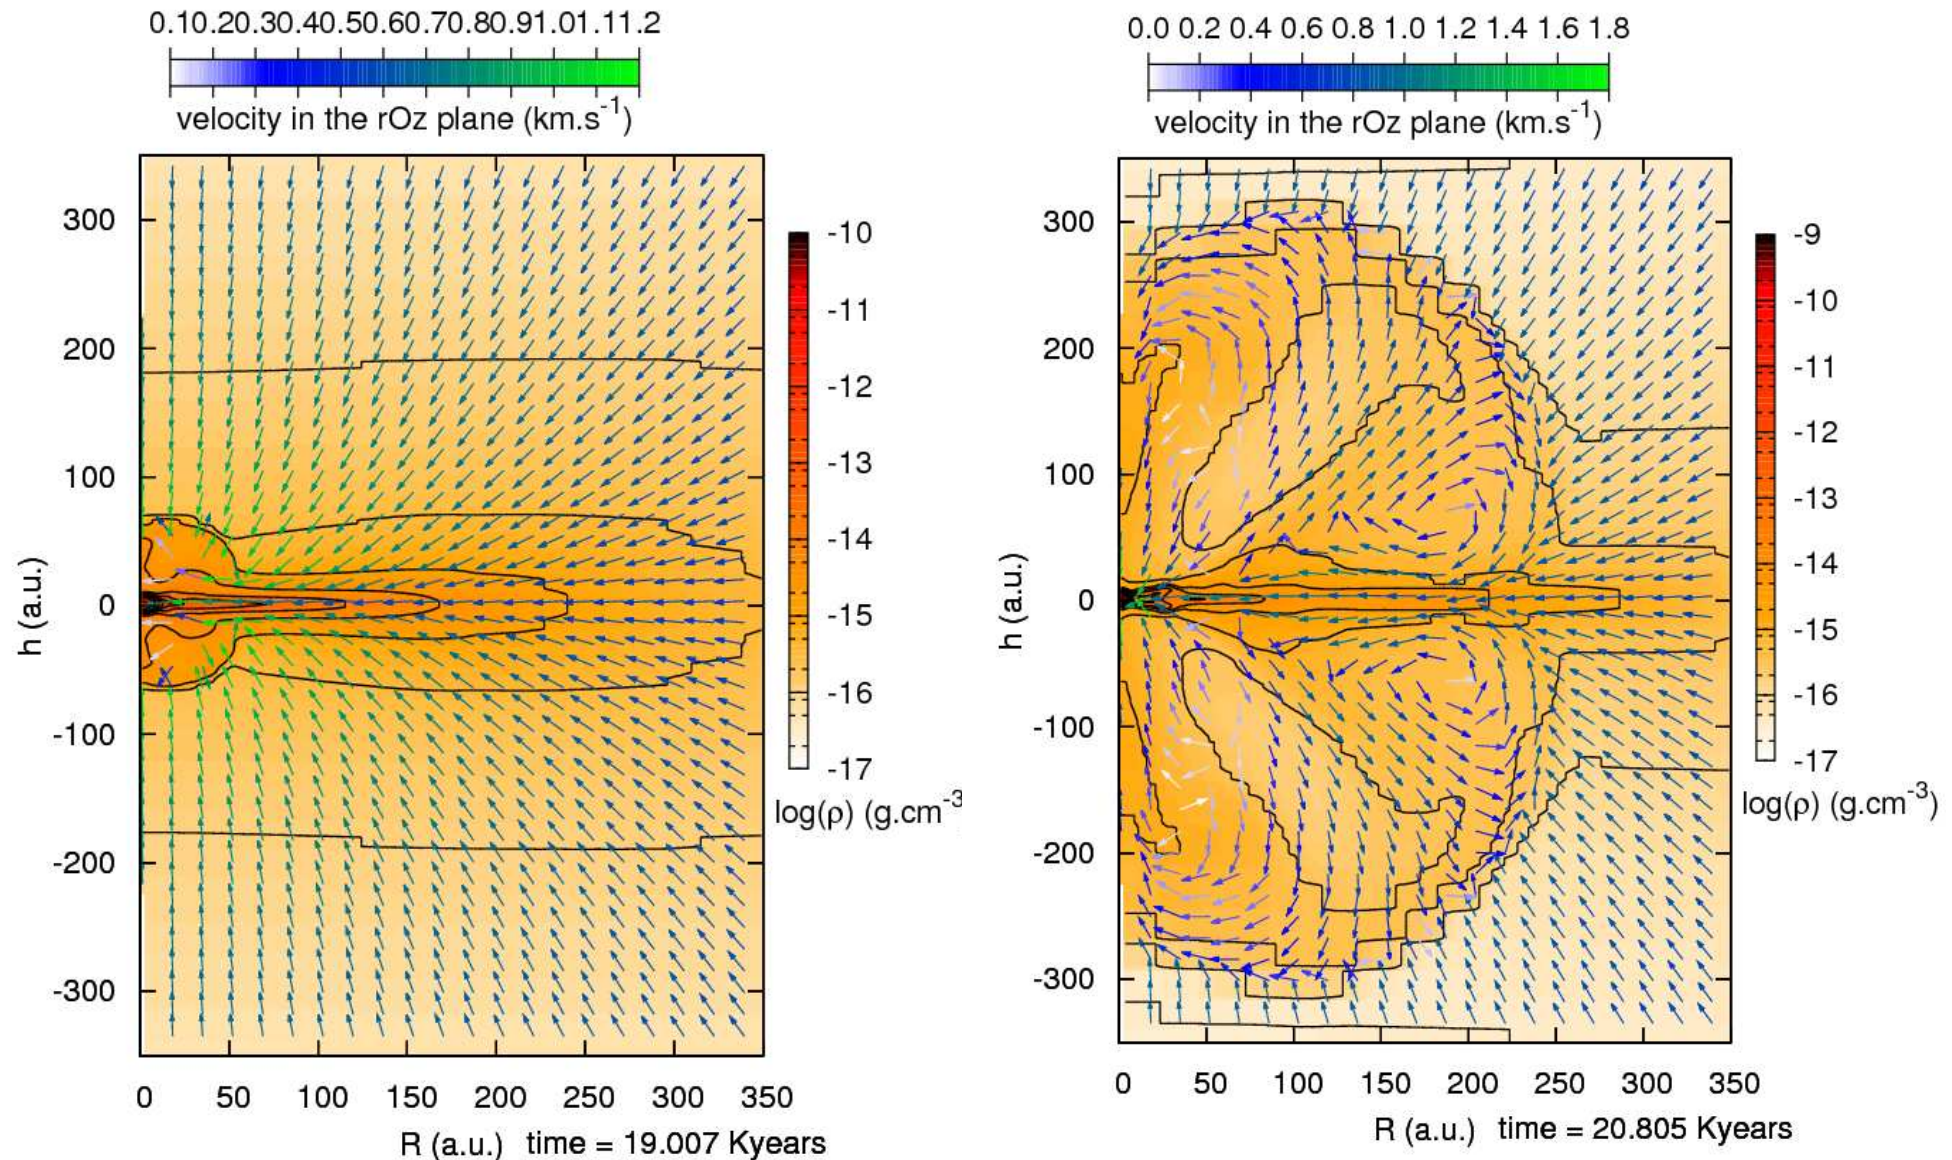 0.10.20.30.40.50.60.70.80.91.01.11.2
velocity in the rOz plane (km.s-1)
300
200
100
0
-100
-200
-300
h (a.u.)
0 50 100 150 200 250 300 350
R (a.u.) time = 19.007 Kyears
-10
-11
-12
-13
-14
-15
-16
-17
log(ρ) (g.cm-3
0.0 0.2 0.4 0.6 0.8 1.0 1.2 1.4 1.6 1.8
velocity in the rOz plane (km.s-1)
300
200
100
0
-100
-200
-300
h (a.u.)
0 50 100 150 200 250 300 350
R (a.u.) time = 20.805 Kyears
-9
-10
-11
-12
-13
-14
-15
-16
-17
log(ρ) (g.cm-3)